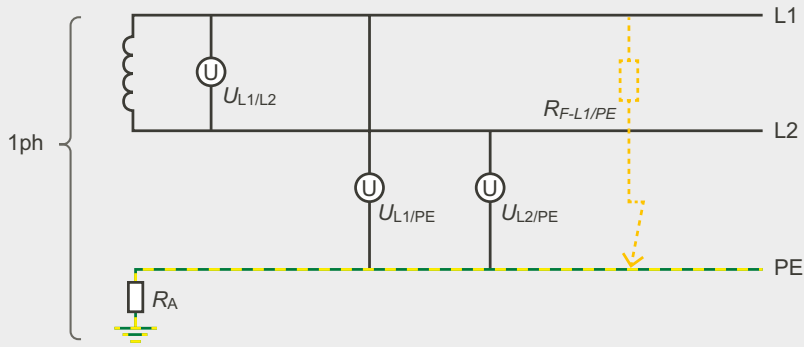 L1
U
U_L1/L2
R_F-L1/PE
L2
1ph
U
U_L1/PE
U
U_L2/PE
PE
R_A